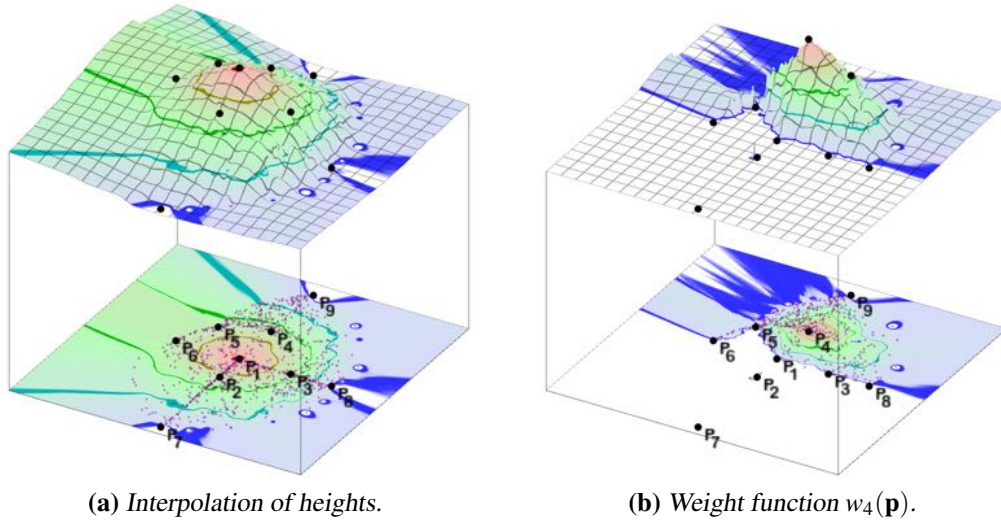 P9
P5 P4
P6 P1
P2 P3
P8
P7
P9
P5 P4
P6 P1
P2 P3 P8
P7
(a) Interpolation of heights.
(b) Weight function w4(p).